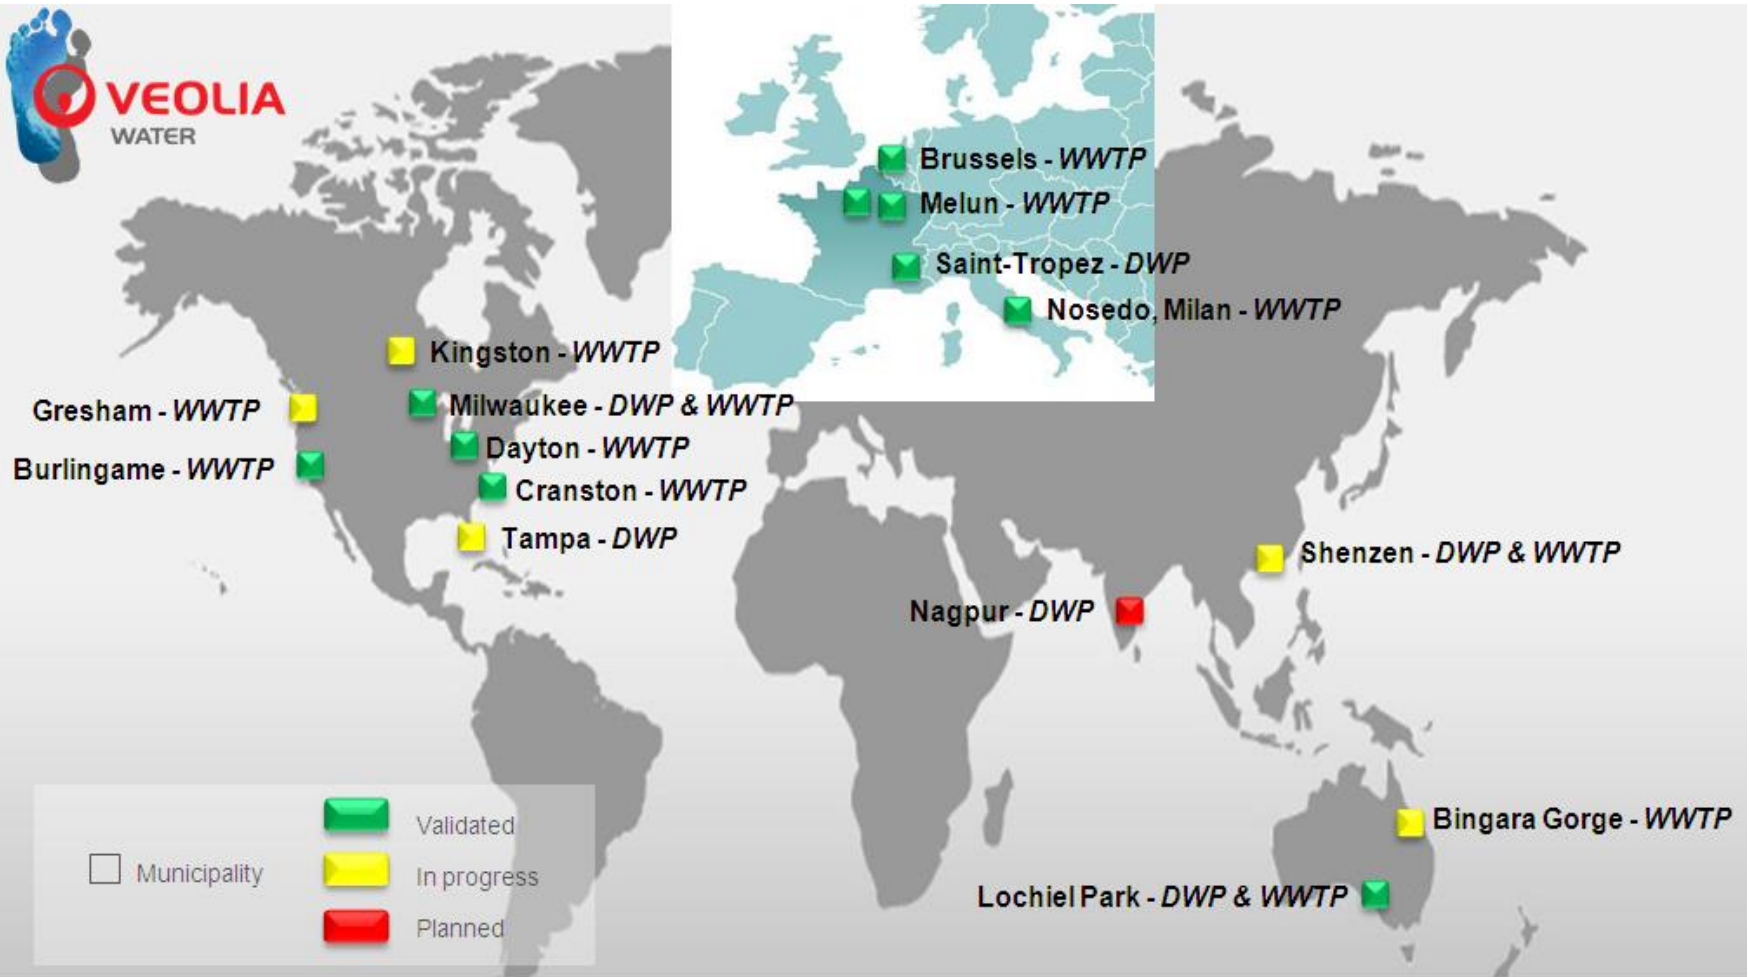 VEOLIA
WATER
Brussels - WWTP
Melun - WWTP
Saint-Tropez - DWP
Nosedo, Milan - WWTP
Kingston - WWTP
Gresham - WWTP
Milwaukee - DWP & WWTP
Dayton - WWTP
Burlingame - WWTP
Cranston - WWTP
Tampa - DWP
Shenzen - DWP & WWTP
Nagpur - DWP
Bingara Gorge - WWTP
Lochiel Park - DWP & WWTP
Municipality
Validated
In progress
Planned